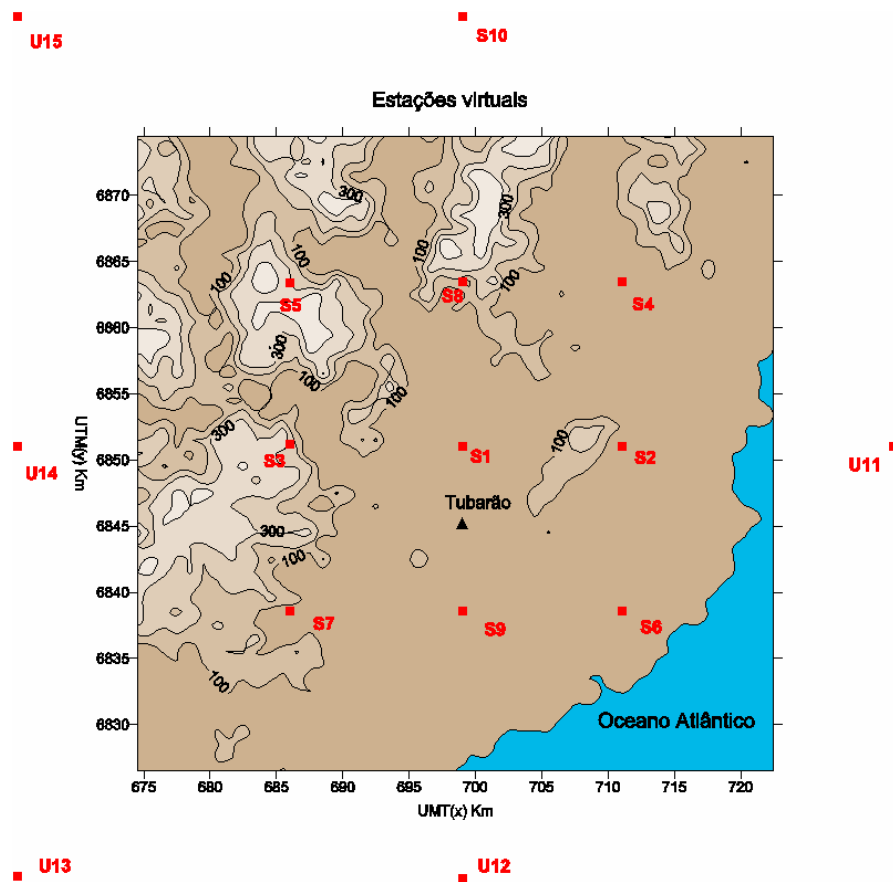 U15
S10
Estações virtuais
6870
6865
6860
6855
6850
6845
6840
6835
6830
UTM(y) Km
300
300
100
100
100
100
S5
S8
S4
300
100
100
300
100
S3
S1
S2
U14
U11
Tubarão
300
100
S7
S9
S6
100
Oceano Atlântico
675
680
685
690
695
700
705
710
715
720
UMT(x) Km
U13
U12